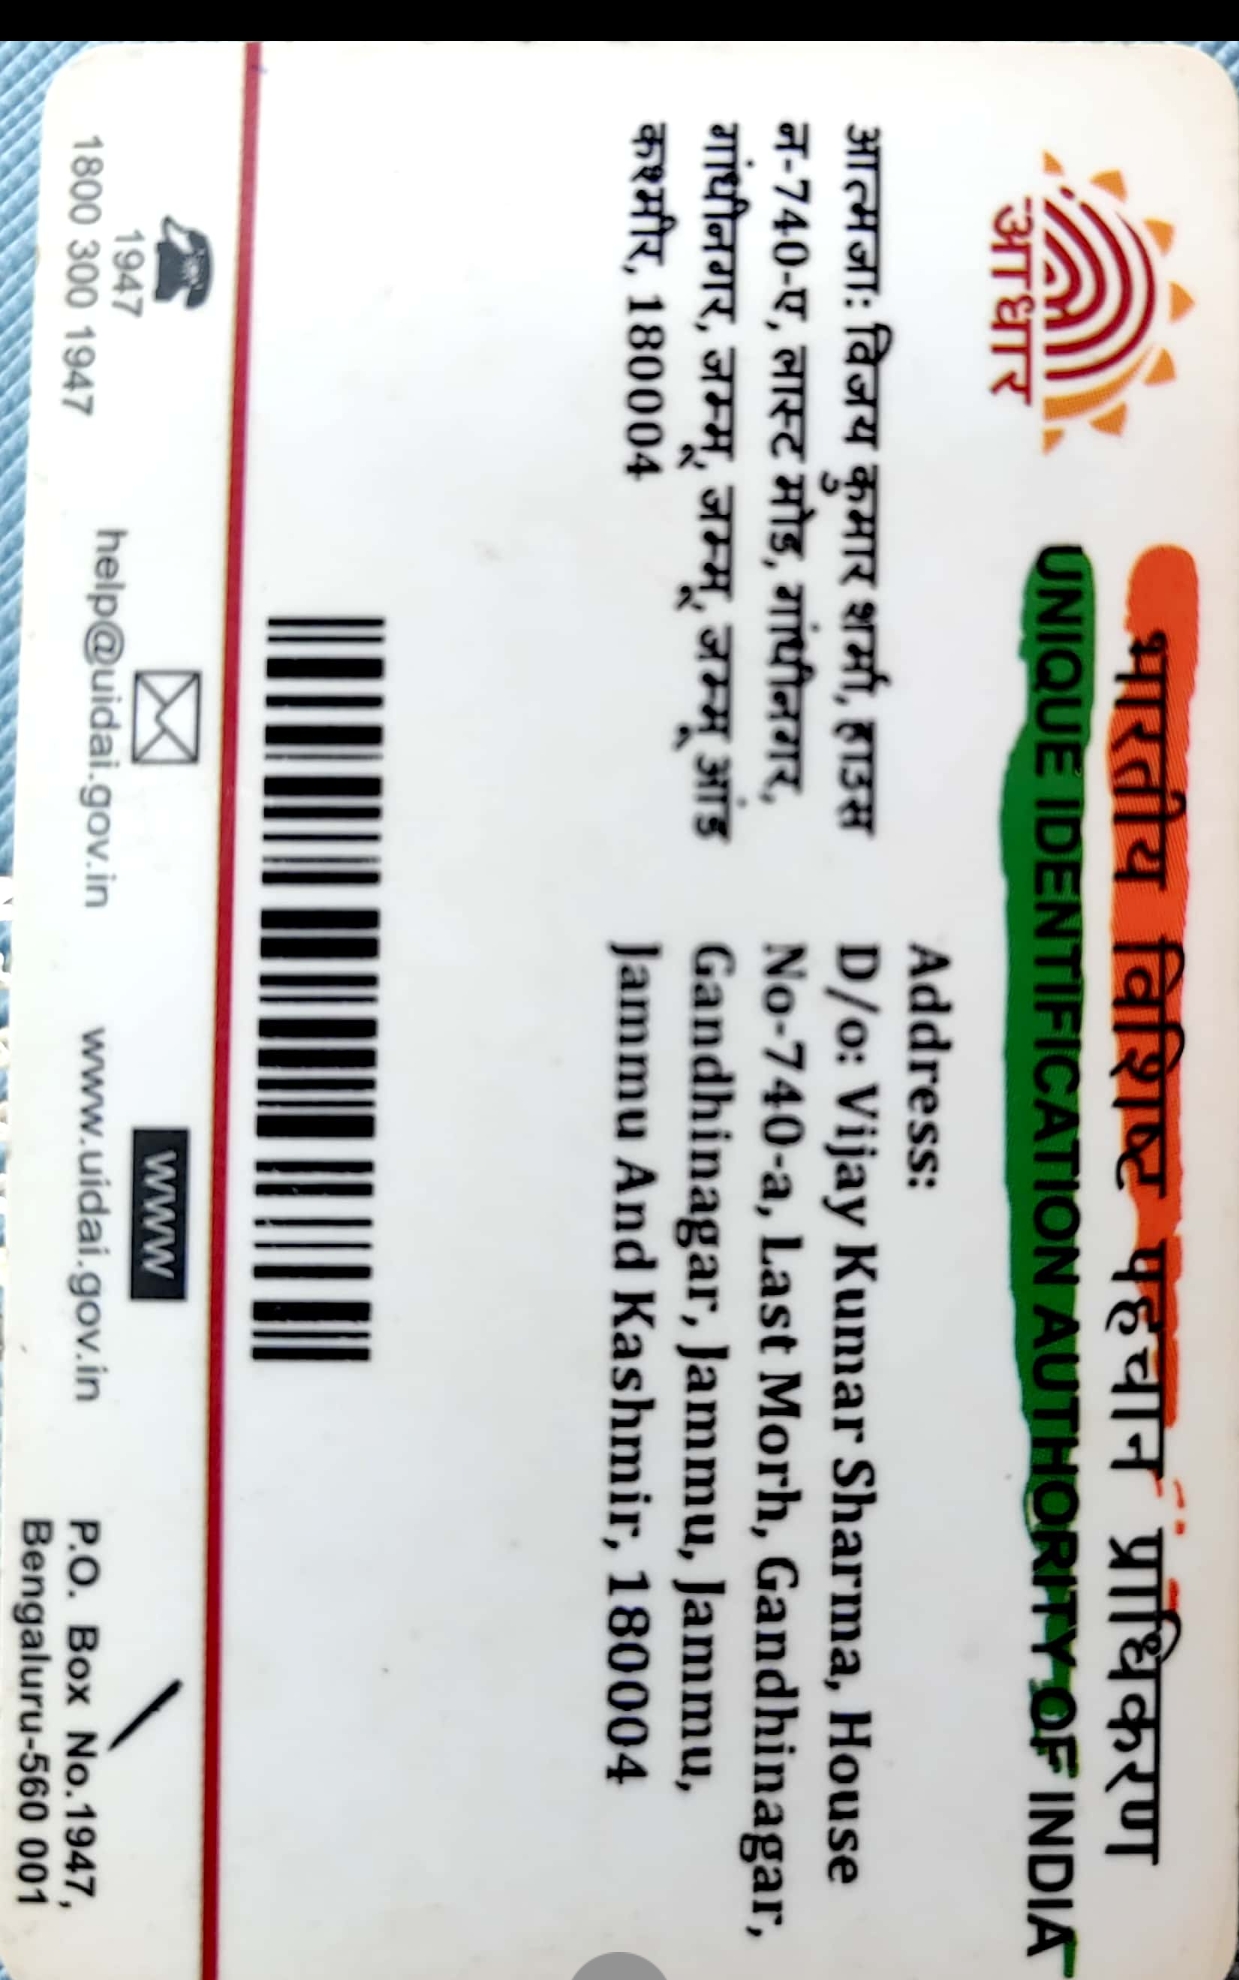 भारतीय विशिष्ट पहचान प्राधिकरण
UNIQUE IDENTIFICATION AUTHORITY OF INDIA
आधार
आत्मजाः विजय कुमार शर्मा, हाउस
न-740-ए, लास्ट मोड, गांधीनगर,
गांधीनगर, जम्मू, जम्मू, जम्मू आंड
कश्मीर, 180004
Address:
D/o: Vijay Kumar Sharma, House
No-740-a, Last Morh, Gandhinagar,
Gandhinagar, Jammu, Jammu,
Jammu And Kashmir, 180004
1947
1800 300 1947
help@uidai.gov.in
www
www.uidai.gov.in
P.O. Box No.1947,
Bengaluru-560 001